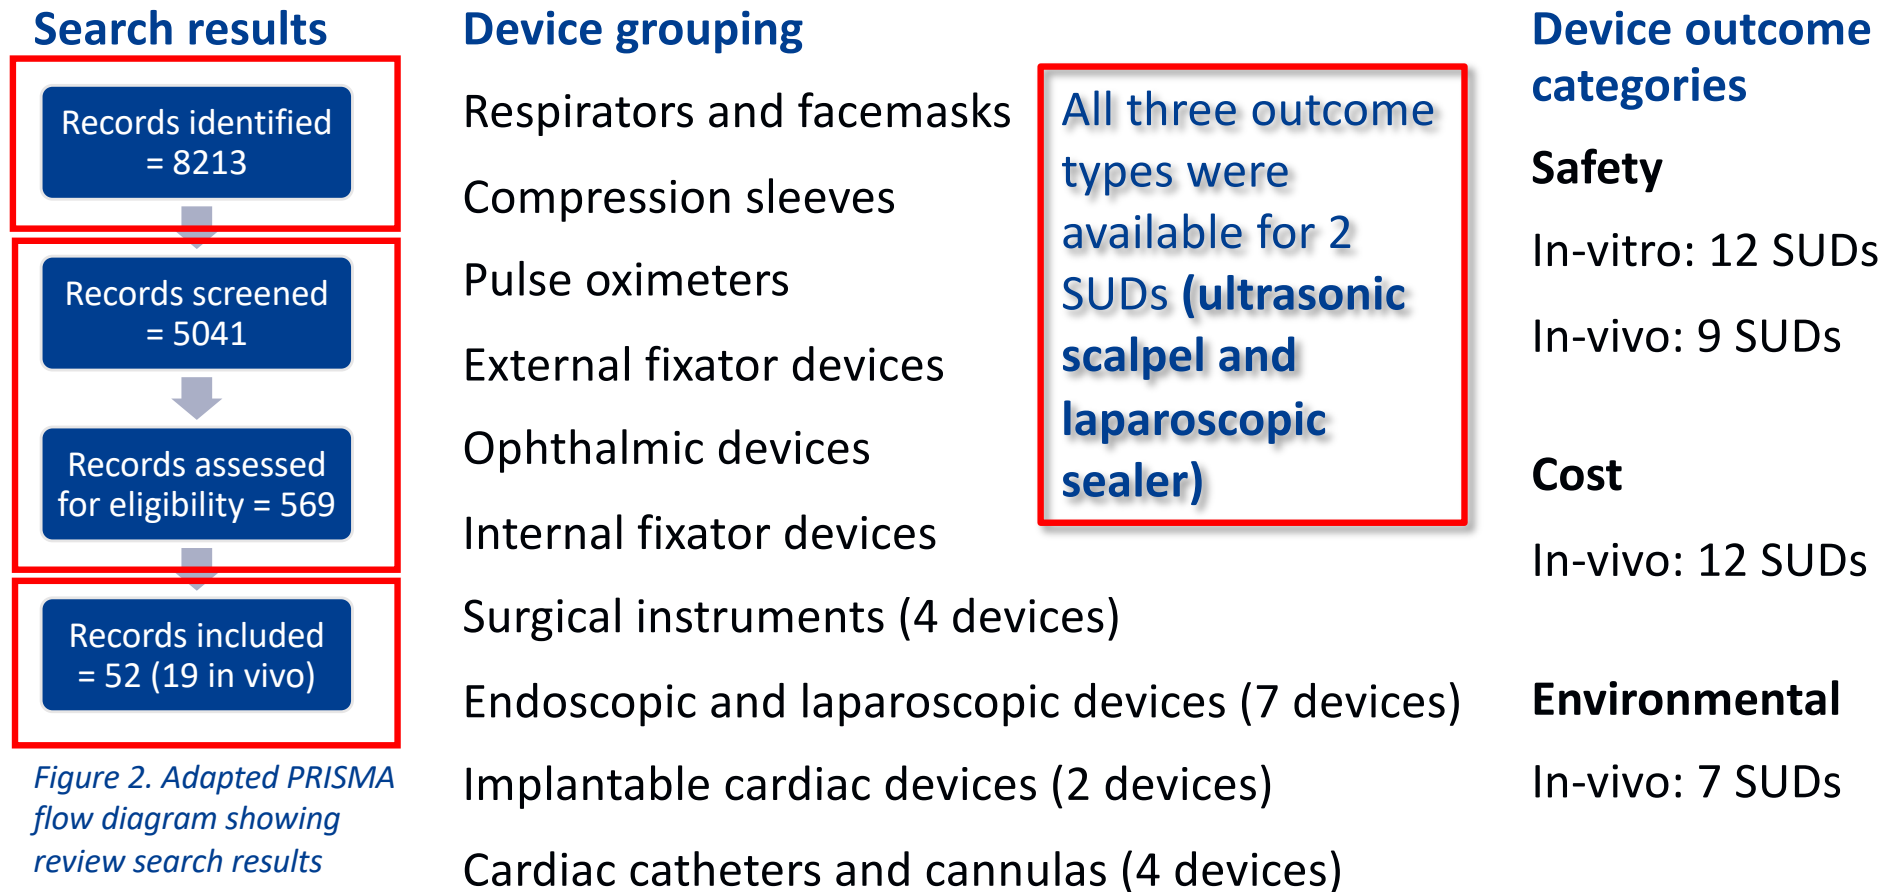 Search results
Records identified
= 8213
Records screened
= 5041
Records assessed
for eligibility = 569
Records included
= 52 (19 in vivo)
Figure 2. Adapted PRISMA
flow diagram showing
review search results
Device grouping
Respirators and facemasks
Compression sleeves
Pulse oximeters
External fixator devices
Ophthalmic devices
Internal fixator devices
Surgical instruments (4 devices)
Endoscopic and laparoscopic devices (7 devices)
Implantable cardiac devices (2 devices)
Cardiac catheters and cannulas (4 devices)
All three outcome
types were
available for 2
SUDs (ultrasonic
scalpel and
laparoscopic
sealer)
Device outcome
categories
Safety
In-vitro: 12 SUDs
In-vivo: 9 SUDs
Cost
In-vivo: 12 SUDs
Environmental
In-vivo: 7 SUDs